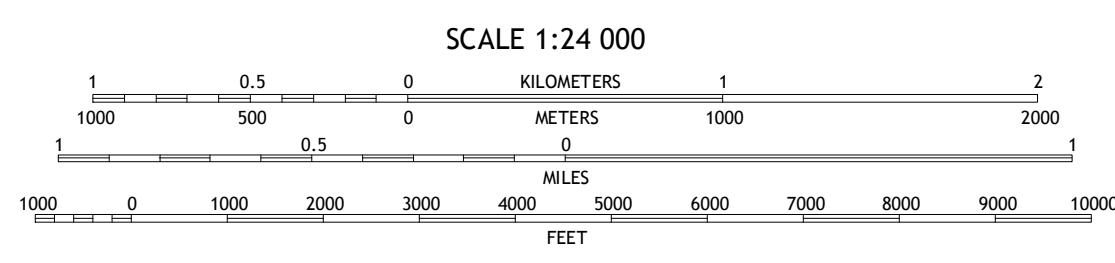 SCALE 1:24 000
1 0.5 0 KILOMETERS 1 2
1000 500 0 METERS 1000 2000
1 0.5 0 1
MILES
1000 0 1000 2000 3000 4000 5000 6000 7000 8000 9000 10000
FEET